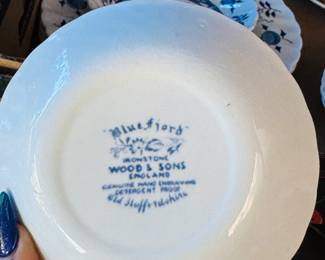 "Blue Fjord"
IRONSTONE
WOOD & SONS
ENGLAND
GENUINE HAND ENGRAVING
DETERGENT PROOF
Old Staffordshire